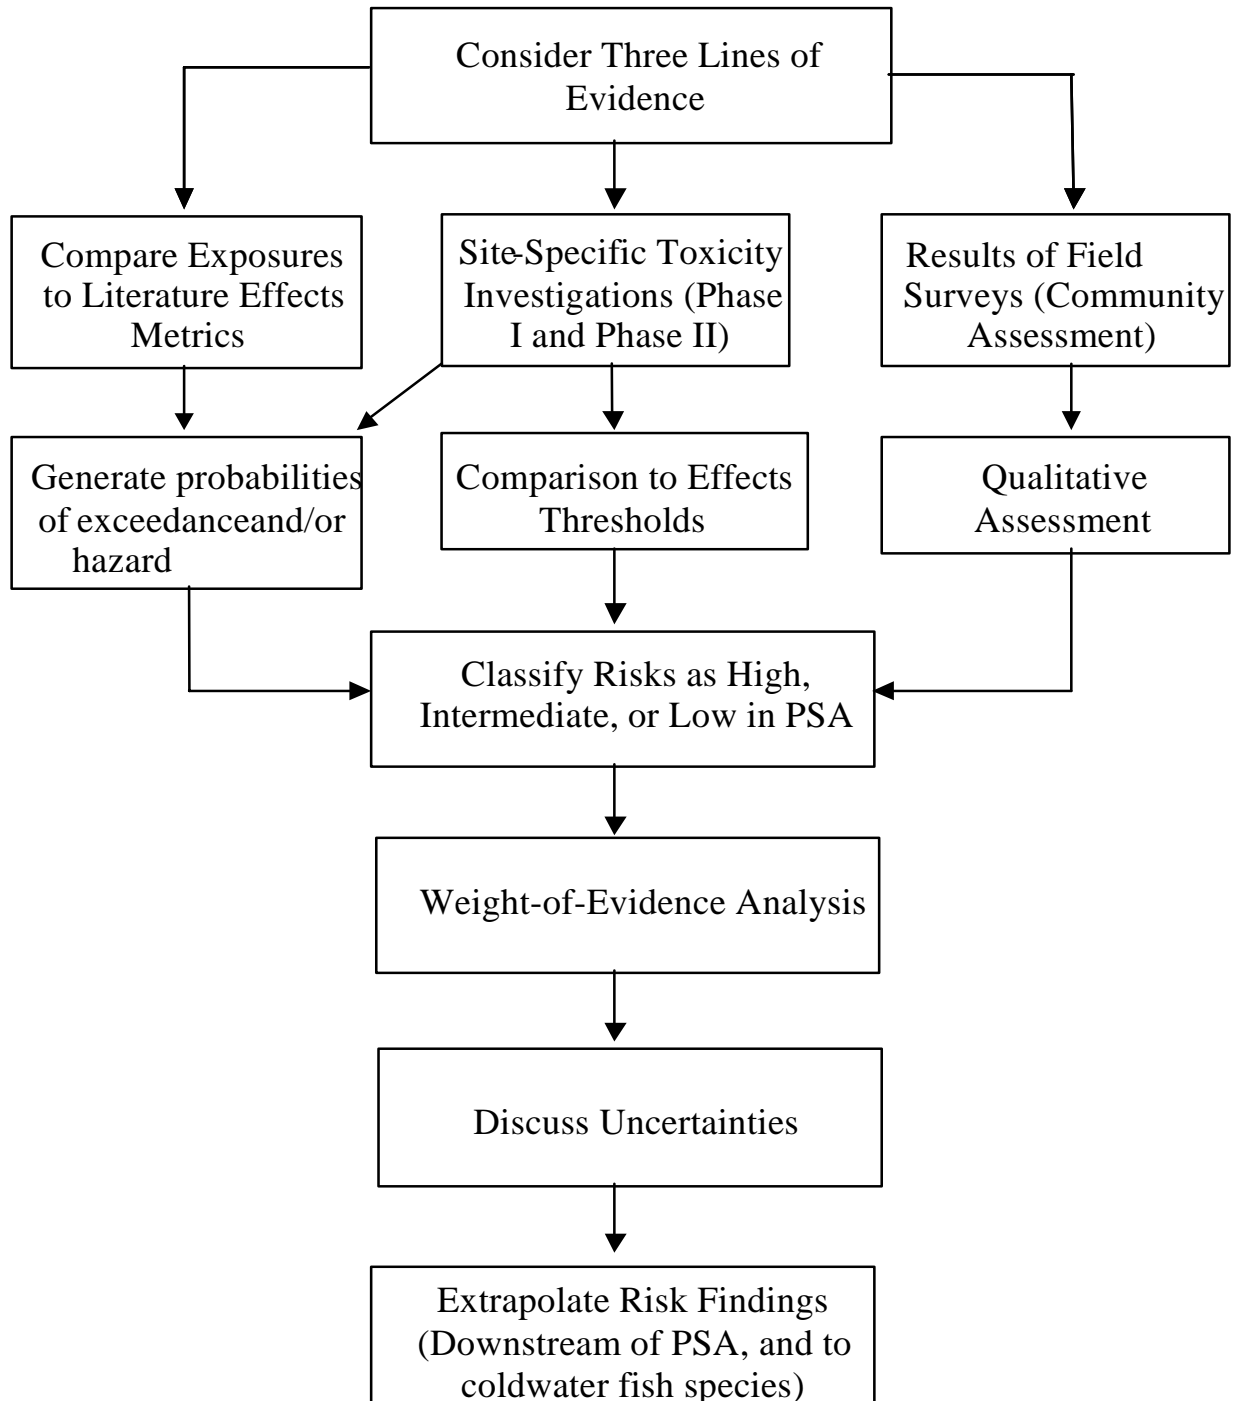 Consider Three Lines of
Evidence
Compare Exposures
to Literature Effects
Metrics
Site-Specific Toxicity
Investigations (Phase
I and Phase II)
Results of Field
Surveys (Community
Assessment)
Generate probabilities
of exceedanceand/or
hazard
Comparison to Effects
Thresholds
Qualitative
Assessment
Classify Risks as High,
Intermediate, or Low in PSA
Weight-of-Evidence Analysis
Discuss Uncertainties
Extrapolate Risk Findings
(Downstream of PSA, and to
coldwater fish species)